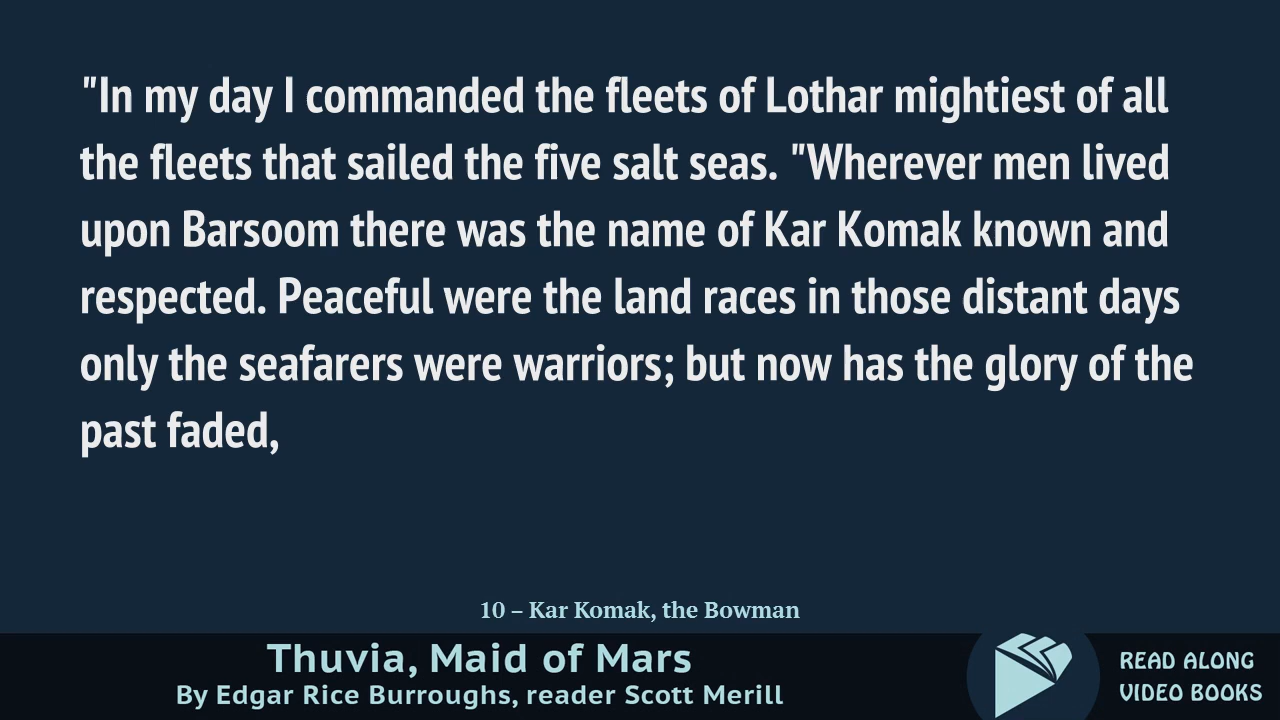 "In my day I commanded the fleets of Lothar mightiest of all
the fleets that sailed the five salt seas. "Wherever men lived
upon Barsoom there was the name of Kar Komak known and
respected. Peaceful were the land races in those distant days
only the seafarers were warriors; but now has the glory of the
past faded,
10 – Kar Komak, the Bowman
Thuvia, Maid of Mars
By Edgar Rice Burroughs, reader Scott Merill
READ ALONG
VIDEO BOOKS